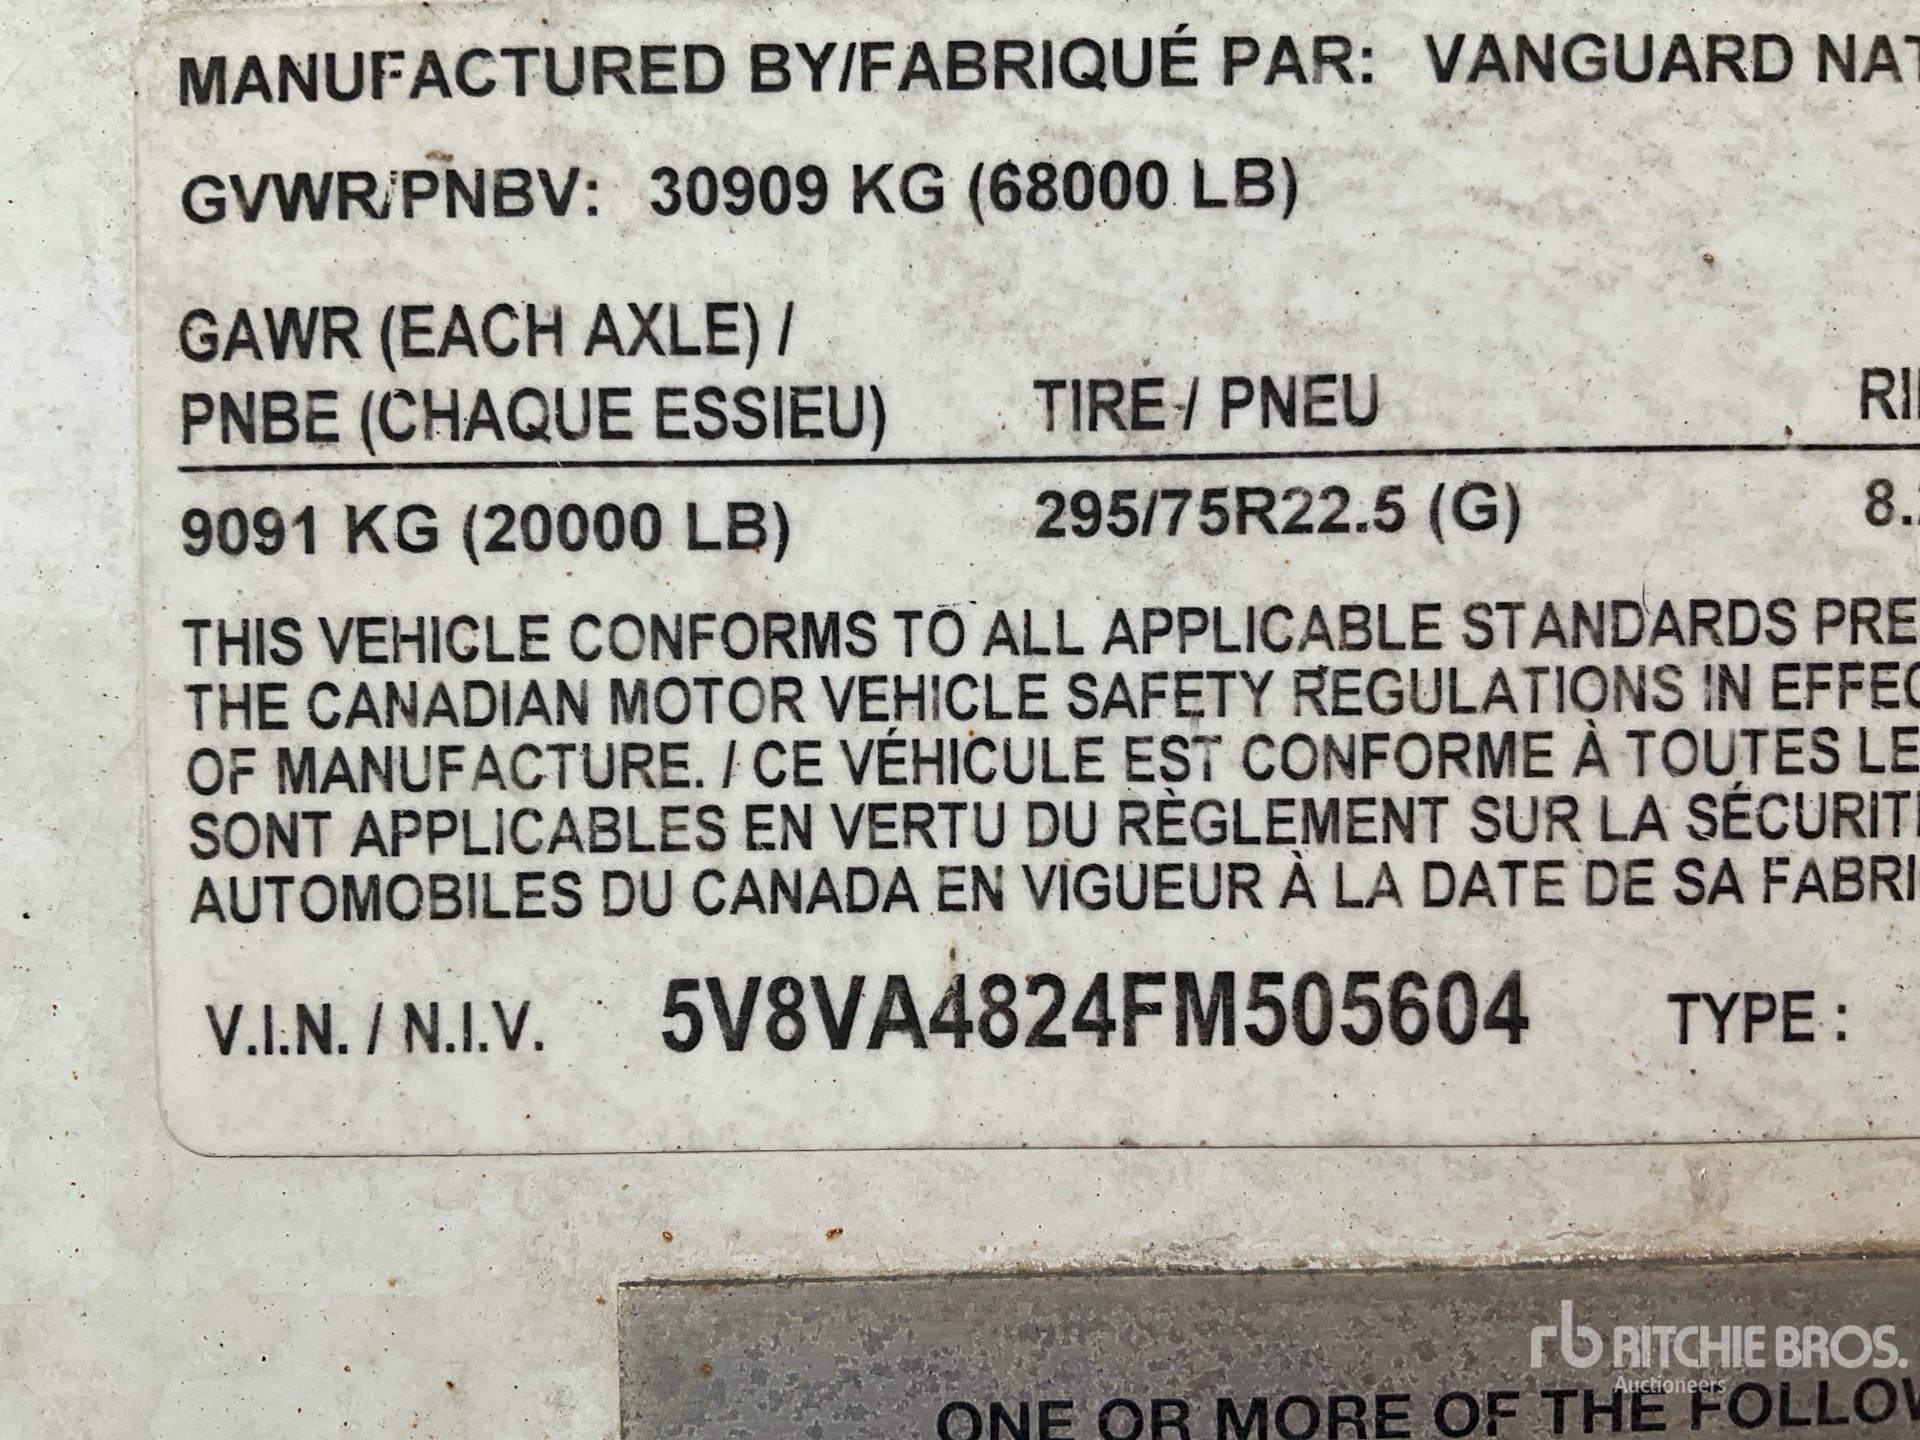 MANUFACTURED BY/FABRIQUÉ PAR: VANGUARD NAT
GVWR/PNBV: 30909 KG (68000 LB)
GAWR (EACH AXLE) /
PNBE (CHAQUE ESSIEU) TIRE / PNEU RI
9091 KG (20000 LB) 295/75R22.5 (G) 8.
THIS VEHICLE CONFORMS TO ALL APPLICABLE STANDARDS PRE
THE CANADIAN MOTOR VEHICLE SAFETY REGULATIONS IN EFFEC
OF MANUFACTURE. / CE VÉHICULE EST CONFORME À TOUTES LE
SONT APPLICABLES EN VERTU DU RÈGLEMENT SUR LA SÉCURIT
AUTOMOBILES DU CANADA EN VIGUEUR À LA DATE DE SA FABRI
V.I.N. / N.I.V. 5V8VA4824FM505604 TYPE :
rb RITCHIE BROS.
Auctioneers
ONE OR MORE OF THE FOLLOW